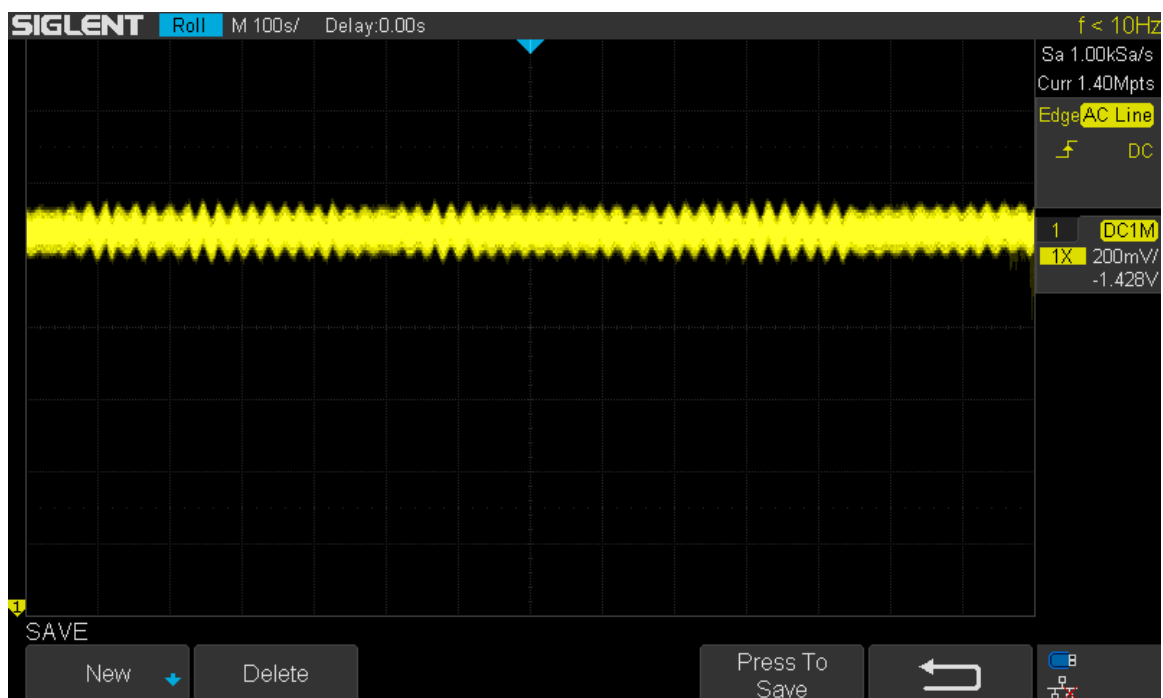 SIGLENT Roll M 100s/ Delay:0.00s f < 10Hz
Sa 1.00kSa/s
Curr 1.40Mpts
Edge AC Line
DC
1 DC1M
1X 200mV/
-1.428V
1
SAVE
New Delete Press To
Save